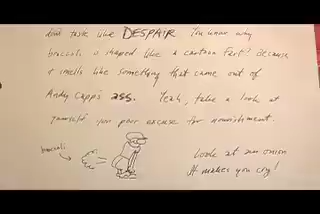 taste like DESPAIR You know why
broccoli is shaped like a cartoon Fart? Because
it smells like something that came out of
Andy Capp's ass. Yeah, take a look at
yourself you poor excuse for nourishment.
broccoli
Look at an onion
It makes you cry!